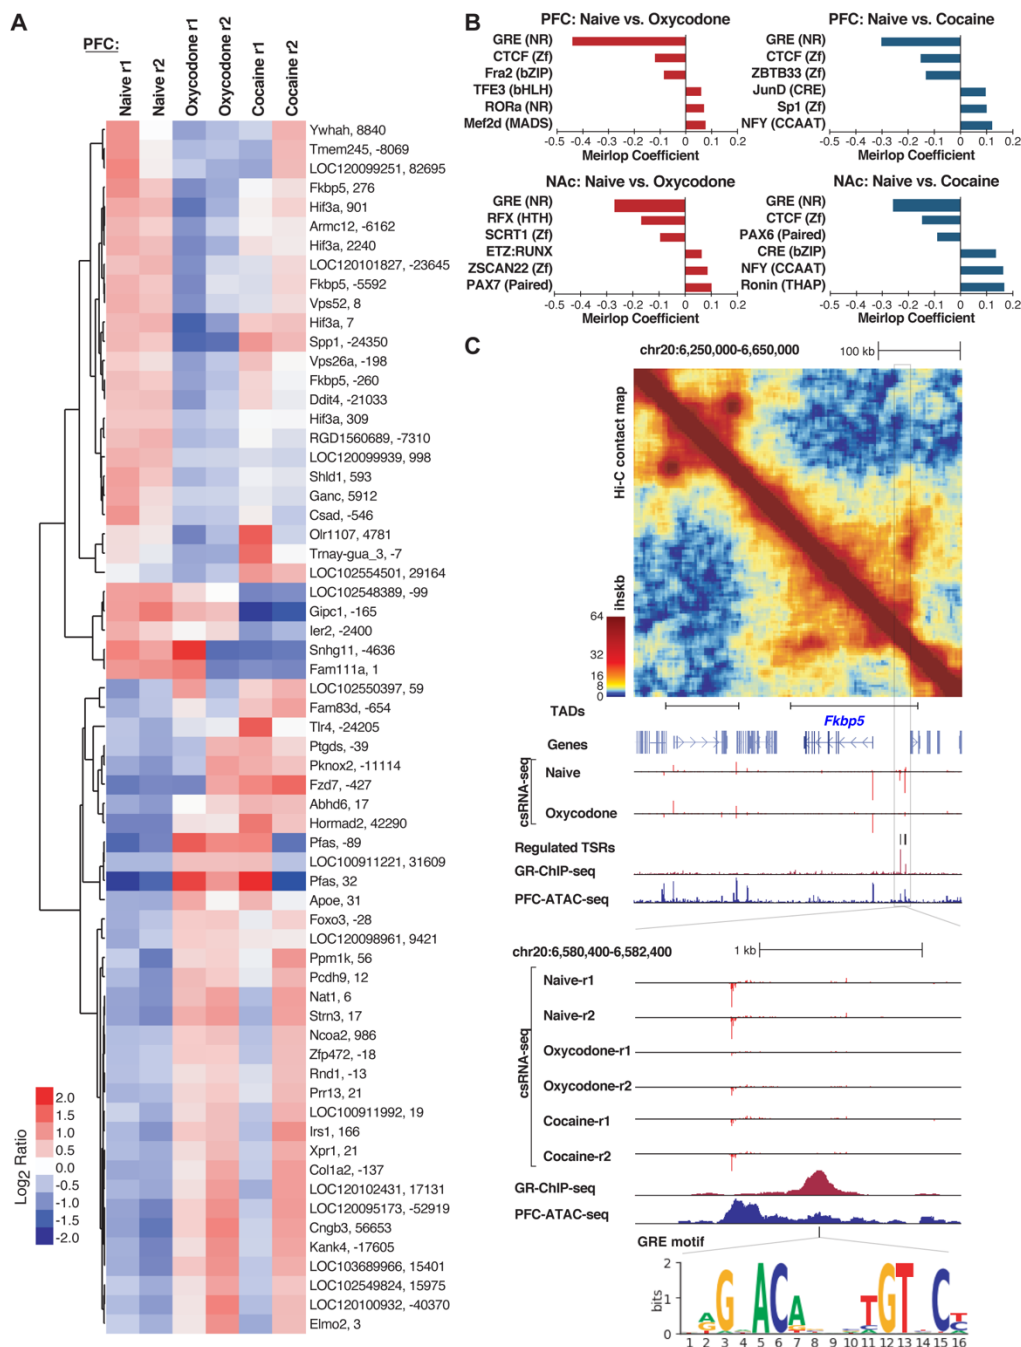 A
PFC:
Naive r1
Naive r2
Oxycodone r1
Oxycodone r2
Cocaine r1
Cocaine r2
Ywhah, 8840
Tmem245, -8069
LOC120099251, 82695
Fkbp5, 276
Hif3a, 901
Armc12, -6162
Hif3a, 2240
LOC120101827, -23645
Fkbp5, -5592
Vps52, 8
Hif3a, 7
Spp1, -24350
Vps26a, -198
Fkbp5, -260
Ddit4, -21033
Hif3a, 309
RGD1560689, -7310
LOC120099939, 998
Shld1, 593
Ganc, 5912
Csad, -546
Olr1107, 4781
Trnay-gua_3, -7
LOC102554501, 29164
LOC102548389, -99
Gipc1, -165
Ier2, -2400
Snhg11, -4636
Fam111a, 1
LOC102550397, 59
Fam83d, -654
Tlr4, -24205
Ptgds, -39
Pknox2, -11114
Fzd7, -427
Abhd6, 17
Hormad2, 42290
Pfas, -89
LOC100911221, 31609
Pfas, 32
Apoe, 31
Foxo3, -28
LOC120098961, 9421
Ppm1k, 56
Pcdh9, 12
Nat1, 6
Strn3, 17
Ncoa2, 986
Zfp472, -18
Rnd1, -13
Prr13, 21
LOC100911992, 19
Irs1, 166
Xpr1, 21
Col1a2, -137
LOC120102431, 17131
LOC120095173, -52919
Cngb3, 56653
Kank4, -17605
LOC103689966, 15401
LOC102549824, 15975
LOC120100932, -40370
Elmo2, 3
Log2 Ratio
2.0
1.5
1.0
0.5
0.0
-0.5
-1.0
-1.5
-2.0
B
PFC: Naive vs. Oxycodone
GRE (NR)
CTCF (Zf)
Fra2 (bZIP)
TFE3 (bHLH)
RORa (NR)
Mef2d (MADS)
-0.5 -0.4 -0.3 -0.2 -0.1 0 0.1 0.2
Meirlop Coefficient
PFC: Naive vs. Cocaine
GRE (NR)
CTCF (Zf)
ZBTB33 (Zf)
JunD (CRE)
Sp1 (Zf)
NFY (CCAAT)
-0.5 -0.4 -0.3 -0.2 -0.1 0 0.1 0.2
Meirlop Coefficient
NAc: Naive vs. Oxycodone
GRE (NR)
RFX (HTH)
SCRT1 (Zf)
ETZ:RUNX
ZSCAN22 (Zf)
PAX7 (Paired)
-0.5 -0.4 -0.3 -0.2 -0.1 0 0.1 0.2
Meirlop Coefficient
NAc: Naive vs. Cocaine
GRE (NR)
CTCF (Zf)
PAX6 (Paired)
CRE (bZIP)
NFY (CCAAT)
Ronin (THAP)
-0.5 -0.4 -0.3 -0.2 -0.1 0 0.1 0.2
Meirlop Coefficient
C
chr20:6,250,000-6,650,000
100 kb
Hi-C contact map
ihskb
64
32
16
8
0
TADs
Fkbp5
Genes
csRNA-seq
Naive
Oxycodone
Regulated TSRs
GR-ChIP-seq
PFC-ATAC-seq
chr20:6,580,400-6,582,400
1 kb
csRNA-seq
Naive-r1
Naive-r2
Oxycodone-r1
Oxycodone-r2
Cocaine-r1
Cocaine-r2
GR-ChIP-seq
PFC-ATAC-seq
GRE motif
bits
2
1
0
1 2 3 4 5 6 7 8 9 10 11 12 13 14 15 16